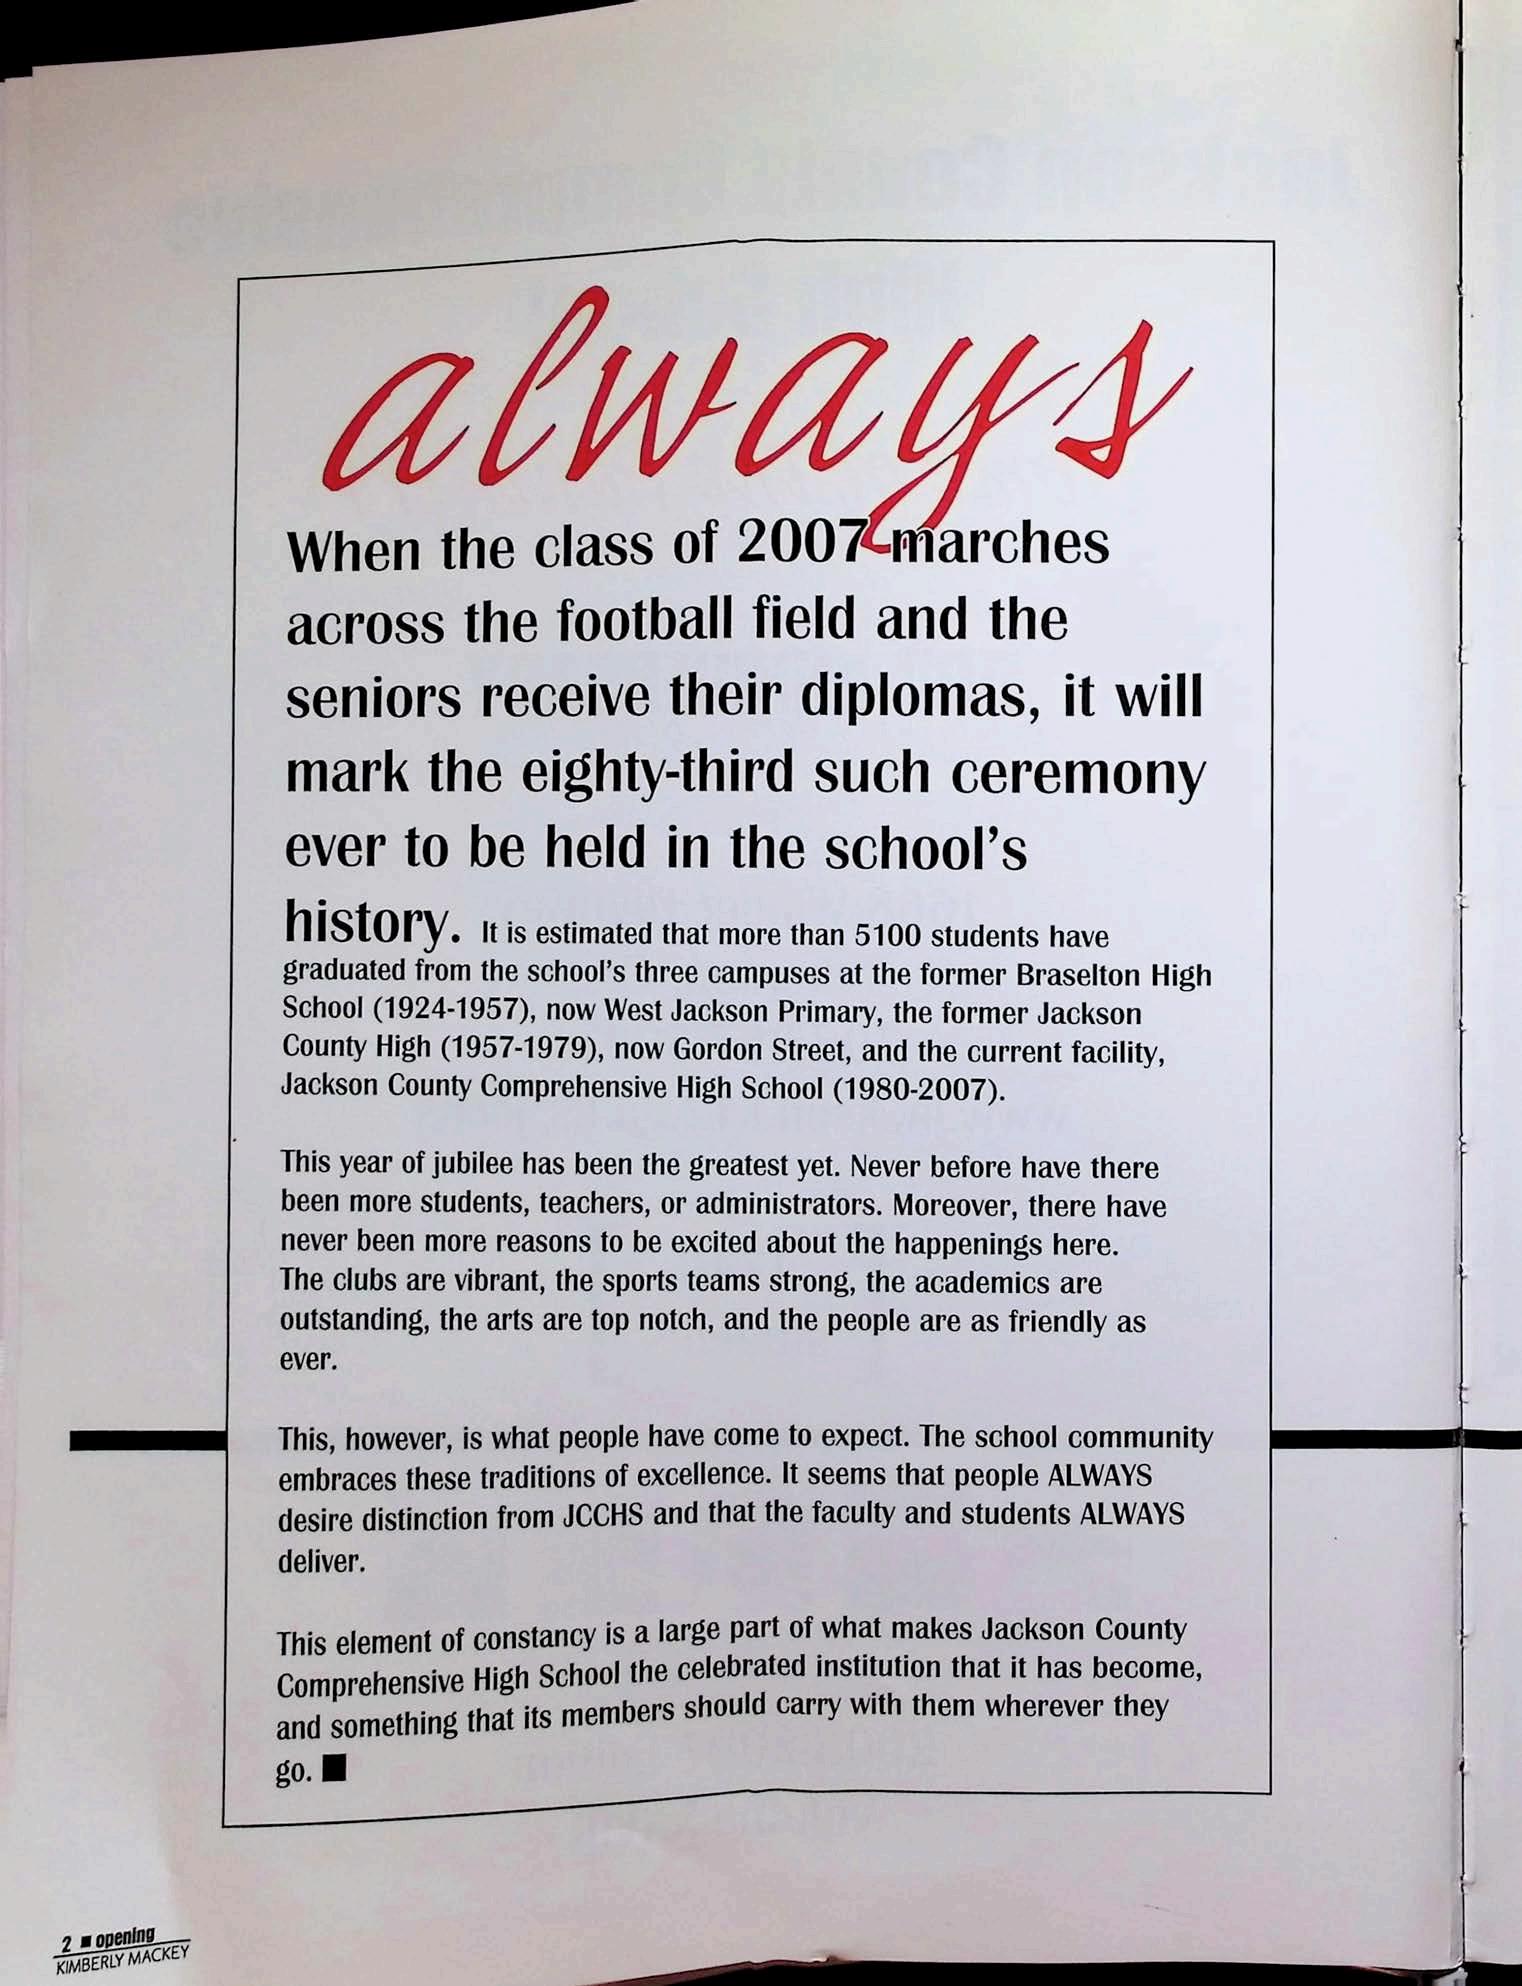 always
When the class of 2007 marches
across the football field and the
seniors receive their diplomas, it will
mark the eighty-third such ceremony
ever to be held in the school's
history. It is estimated that more than 5100 students have
graduated from the school's three campuses at the former Braselton High
School (1924-1957), now West Jackson Primary, the former Jackson
County High (1957-1979), now Gordon Street, and the current facility,
Jackson County Comprehensive High School (1980-2007).
This year of jubilee has been the greatest yet. Never before have there
been more students, teachers, or administrators. Moreover, there have
never been more reasons to be excited about the happenings here.
The clubs are vibrant, the sports teams strong, the academics are
outstanding, the arts are top notch, and the people are as friendly as
ever.
This, however, is what people have come to expect. The school community
embraces these traditions of excellence. It seems that people ALWAYS
desire distinction from JCCHS and that the faculty and students ALWAYS
deliver.
This element of constancy is a large part of what makes Jackson County
Comprehensive High School the celebrated institution that it has become,
and something that its members should carry with them wherever they
go. ■
2 ■ opening
KIMBERLY MACKEY